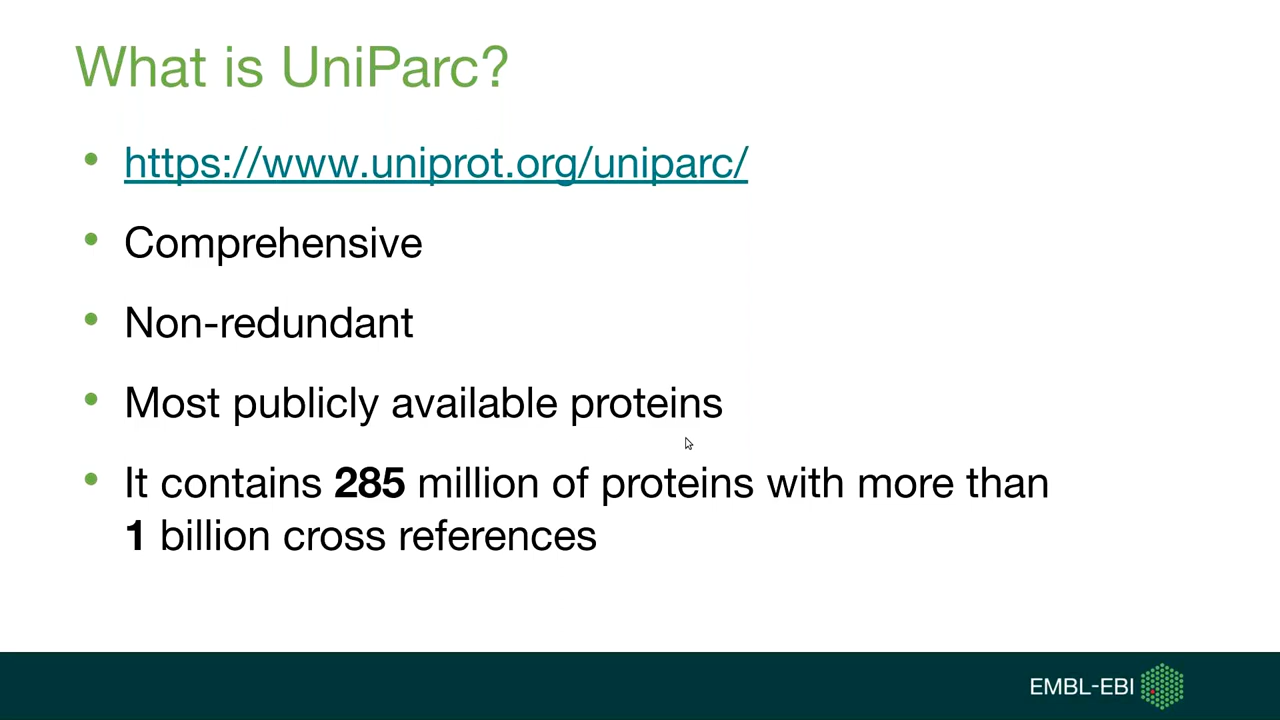 What is UniParc?
• https://www.uniprot.org/uniparc/
• Comprehensive
• Non-redundant
• Most publicly available proteins
• It contains 285 million of proteins with more than
1 billion cross references
EMBL-EBI